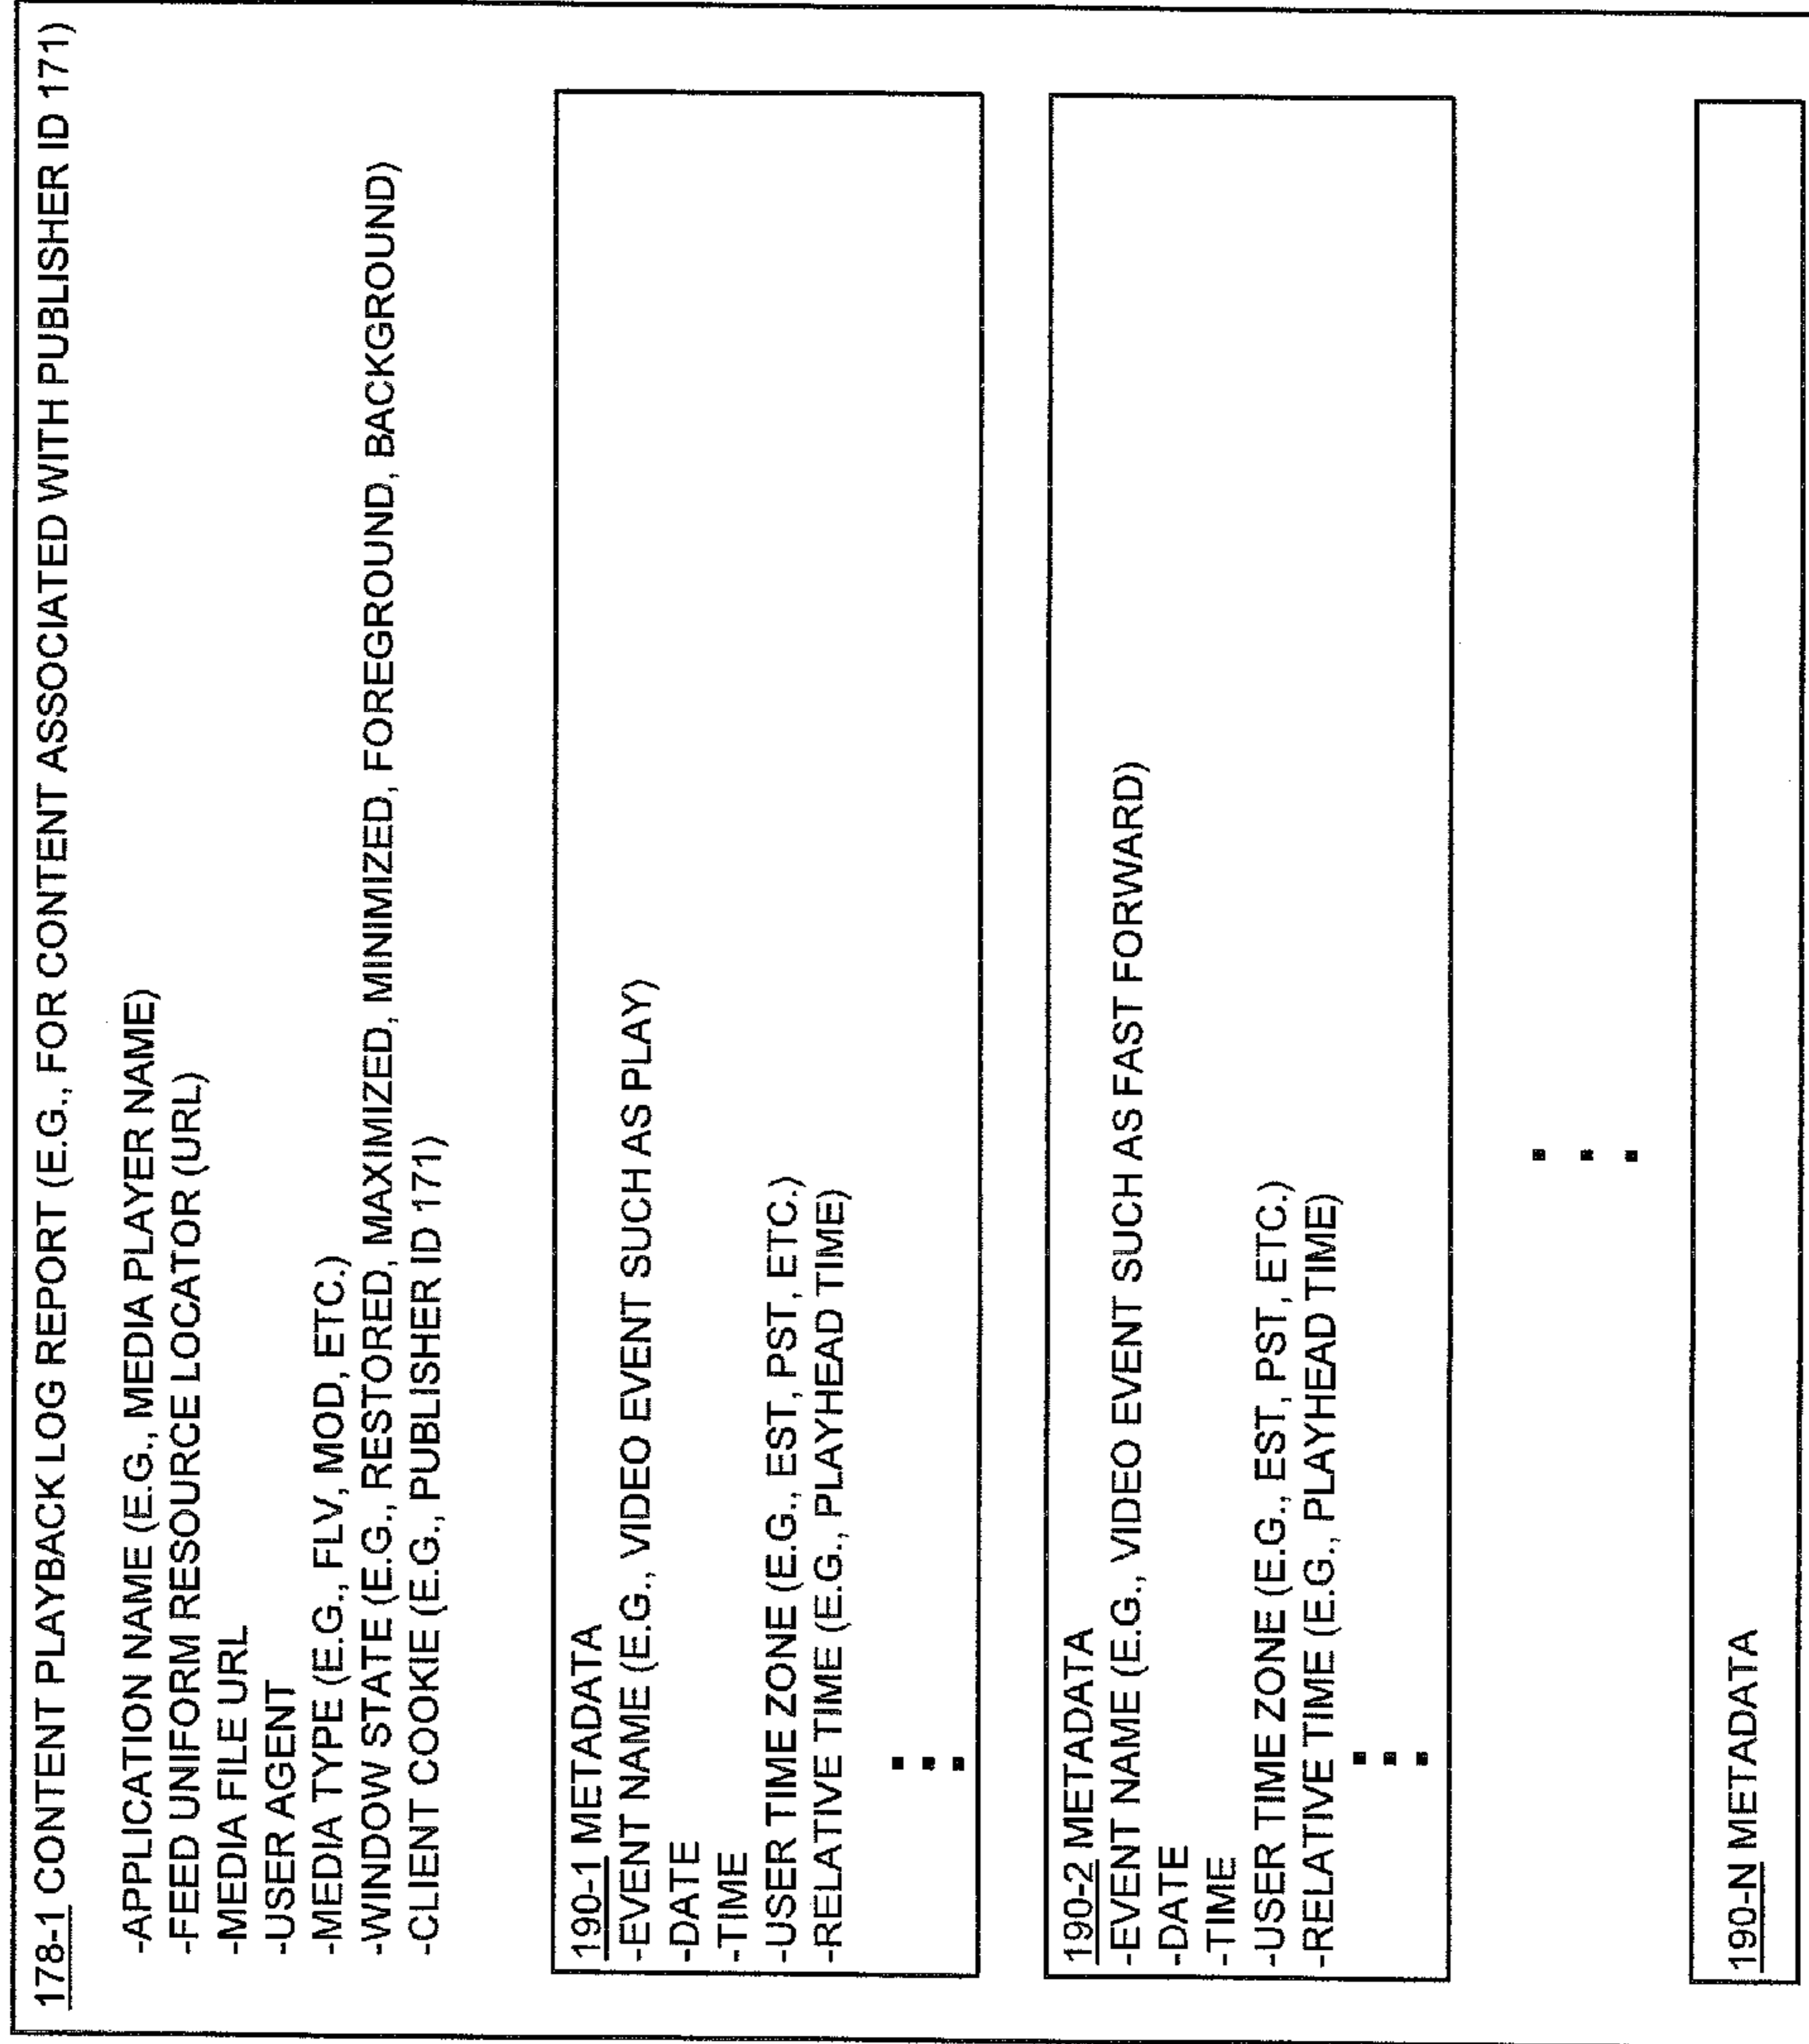 178-1 CONTENT PLAYBACK LOG REPORT (E.G., FOR CONTENT ASSOCIATED WITH PUBLISHER ID 171)
-APPLICATION NAME (E.G., MEDIA PLAYER NAME)
-FEED UNIFORM RESOURCE LOCATOR (URL)
-MEDIA FILE URL
-USER AGENT
-MEDIA TYPE (E.G., FLV, MOD, ETC.)
-WINDOW STATE (E.G., RESTORED, MAXIMIZED, MINIMIZED, FOREGROUND, BACKGROUND)
-CLIENT COOKIE (E.G., PUBLISHER ID 171)
190-1 METADATA
-EVENT NAME (E.G., VIDEO EVENT SUCH AS PLAY)
-DATE
-TIME
-USER TIME ZONE (E.G., EST, PST, ETC.)
-RELATIVE TIME (E.G., PLAYHEAD TIME)
190-2 METADATA
-EVENT NAME (E.G., VIDEO EVENT SUCH AS FAST FORWARD)
-DATE
-TIME
-USER TIME ZONE (E.G., EST, PST, ETC.)
-RELATIVE TIME (E.G., PLAYHEAD TIME)
190-N METADATA